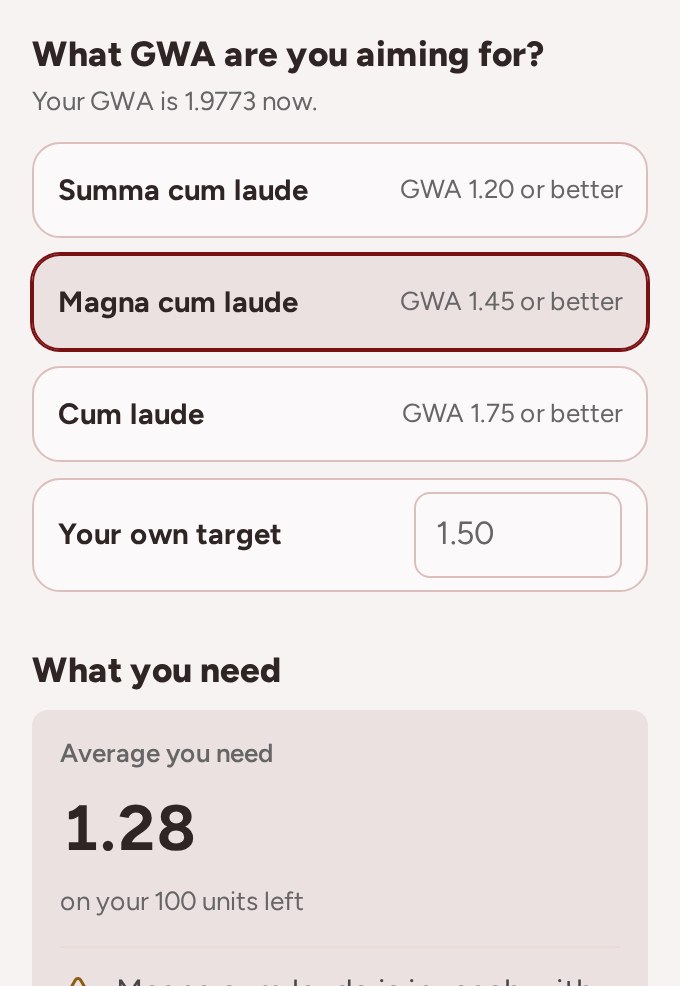 What GWA are you aiming for?
Your GWA is 1.9773 now.
Summa cum laude GWA 1.20 or better
Magna cum laude GWA 1.45 or better
Cum laude GWA 1.75 or better
Your own target 1.50
What you need
Average you need
1.28
on your 100 units left